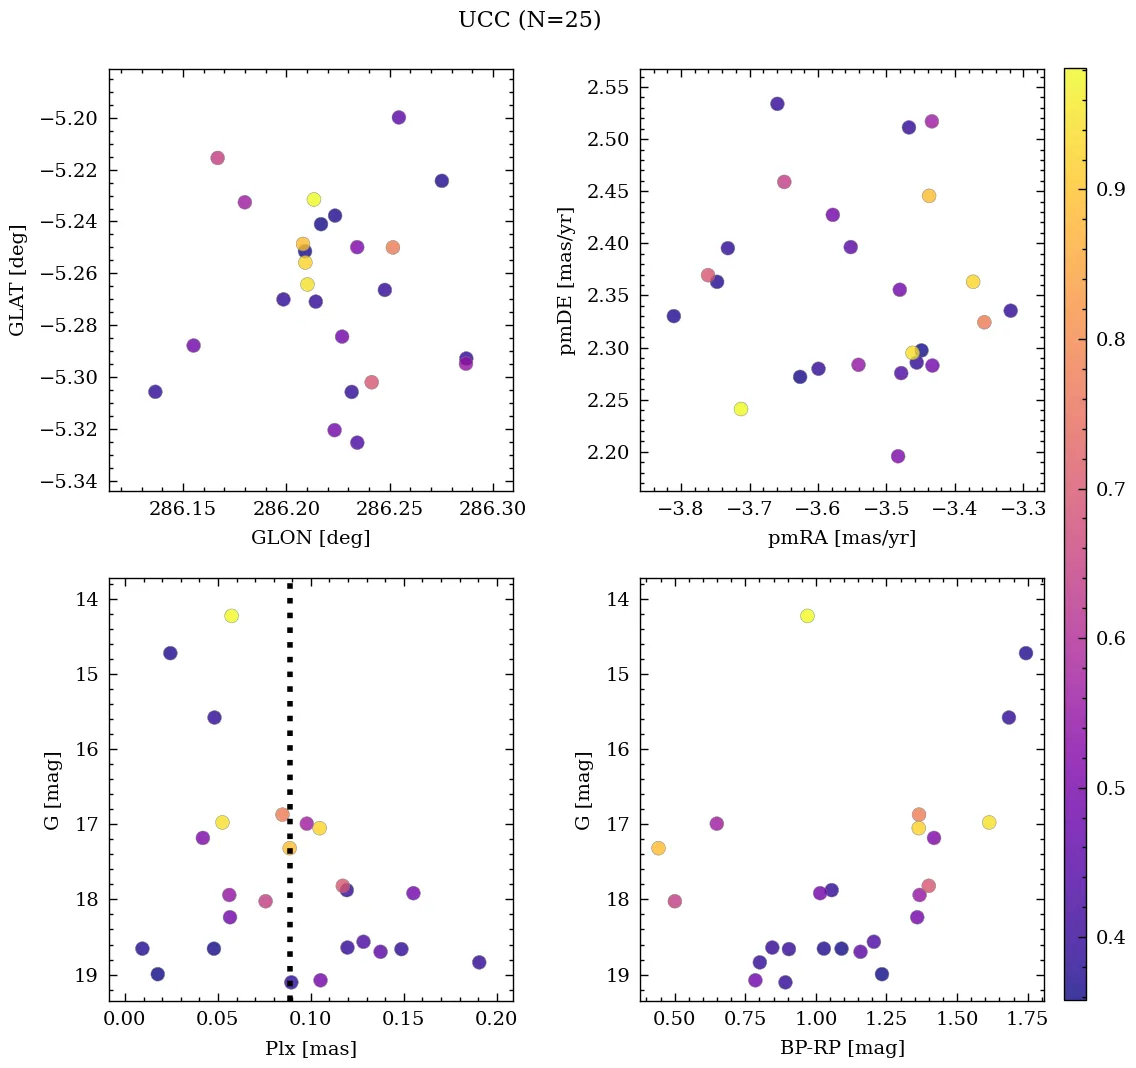 UCC (N=25)
−5.20
−5.22
−5.24
−5.26
−5.28
−5.30
−5.32
−5.34
GLAT [deg]
286.15 286.20 286.25 286.30
GLON [deg]
2.55
2.50
2.45
2.40
2.35
2.30
2.25
2.20
pmDE [mas/yr]
−3.8 −3.7 −3.6 −3.5 −3.4 −3.3
pmRA [mas/yr]
0.9
0.8
0.7
0.6
0.5
0.4
14
15
16
17
18
19
G [mag]
0.00 0.05 0.10 0.15 0.20
Plx [mas]
14
15
16
17
18
19
G [mag]
0.50 0.75 1.00 1.25 1.50 1.75
BP-RP [mag]